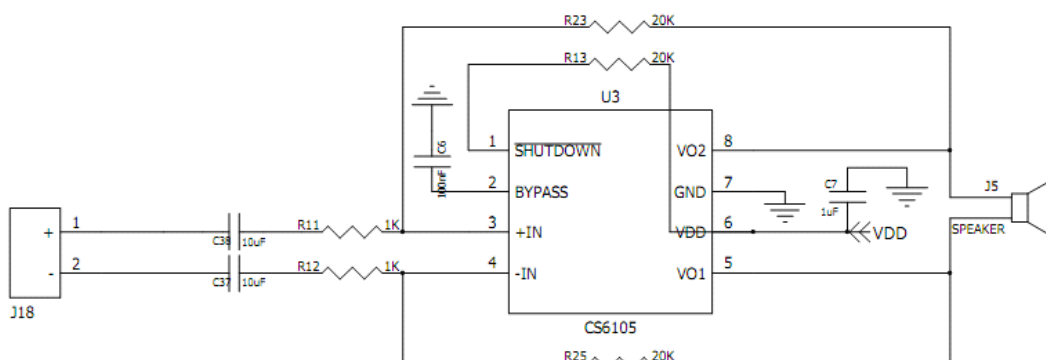 R23 20K
R13 20K
U3
1 SHUTDOWN VO2 8
C6
100nF
2 BYPASS GND 7
C7
1uF
J5
SPEAKER
+ 1
C38 10uF
R11 1K
3 +IN VDD 6
VDD
- 2
C37 10uF
R12 1K
4 -IN VO1 5
J18
CS6105
R25 20K